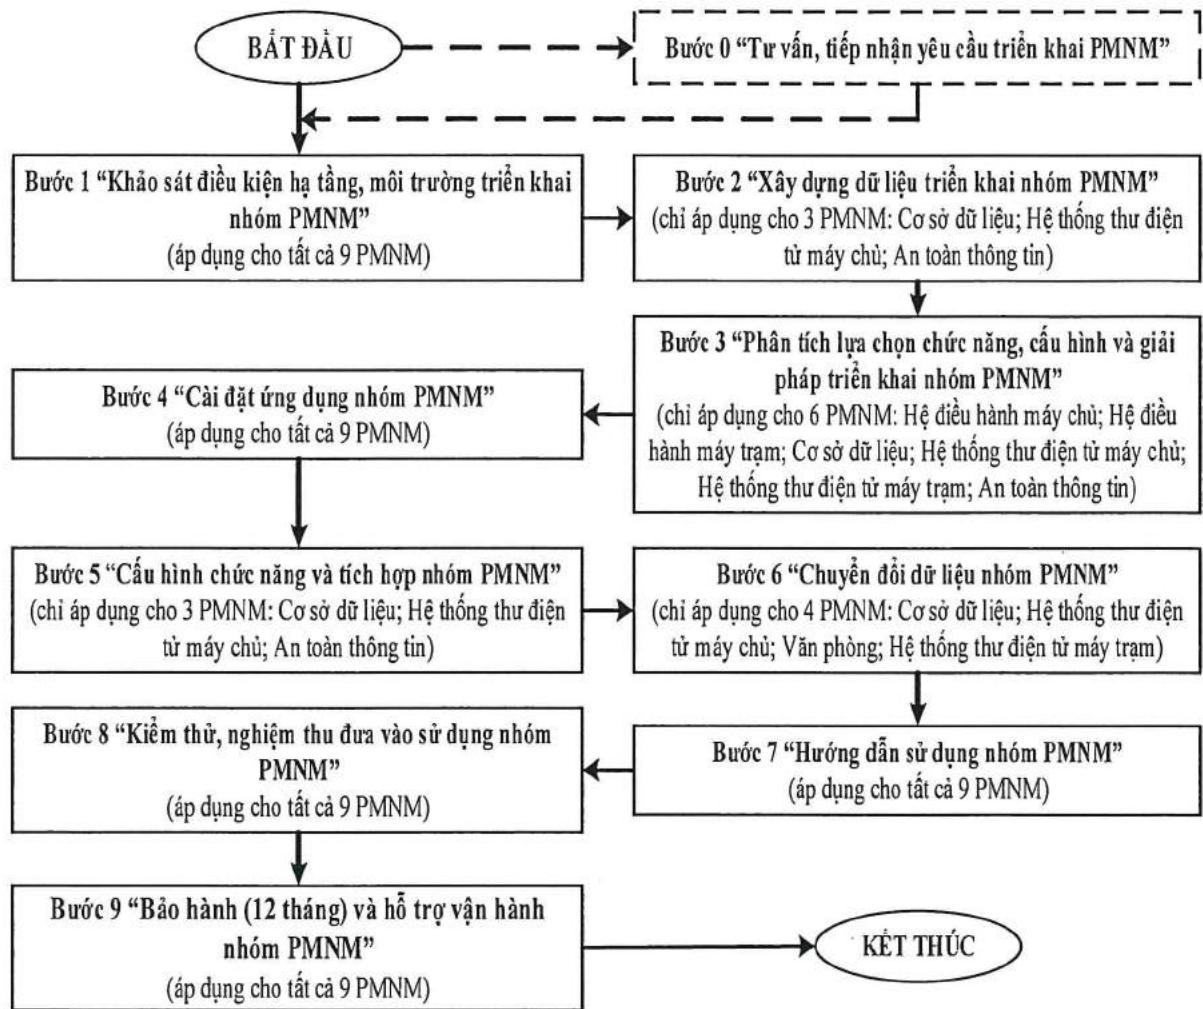 BẮT ĐẦU
Bước 0 “Tư vấn, tiếp nhận yêu cầu triển khai PMNM”
Bước 1 “Khảo sát điều kiện hạ tầng, môi trường triển khai
nhóm PMNM”
(áp dụng cho tất cả 9 PMNM)
Bước 2 “Xây dựng dữ liệu triển khai nhóm PMNM”
(chỉ áp dụng cho 3 PMNM: Cơ sở dữ liệu; Hệ thống thư điện
tử máy chủ; An toàn thông tin)
Bước 3 “Phân tích lựa chọn chức năng, cấu hình và giải
pháp triển khai nhóm PMNM”
(chỉ áp dụng cho 6 PMNM: Hệ điều hành máy chủ; Hệ điều
hành máy trạm; Cơ sở dữ liệu; Hệ thống thư điện tử máy chủ;
Hệ thống thư điện tử máy trạm; An toàn thông tin)
Bước 4 “Cài đặt ứng dụng nhóm PMNM”
(áp dụng cho tất cả 9 PMNM)
Bước 5 “Cấu hình chức năng và tích hợp nhóm PMNM”
(chỉ áp dụng cho 3 PMNM: Cơ sở dữ liệu; Hệ thống thư điện
tử máy chủ; An toàn thông tin)
Bước 6 “Chuyển đổi dữ liệu nhóm PMNM”
(chỉ áp dụng cho 4 PMNM: Cơ sở dữ liệu; Hệ thống thư điện
tử máy chủ; Văn phòng; Hệ thống thư điện tử máy trạm)
Bước 7 “Hướng dẫn sử dụng nhóm PMNM”
(áp dụng cho tất cả 9 PMNM)
Bước 8 “Kiểm thử, nghiệm thu đưa vào sử dụng nhóm
PMNM”
(áp dụng cho tất cả 9 PMNM)
Bước 9 “Bảo hành (12 tháng) và hỗ trợ vận hành
nhóm PMNM”
(áp dụng cho tất cả 9 PMNM)
KẾT THÚC